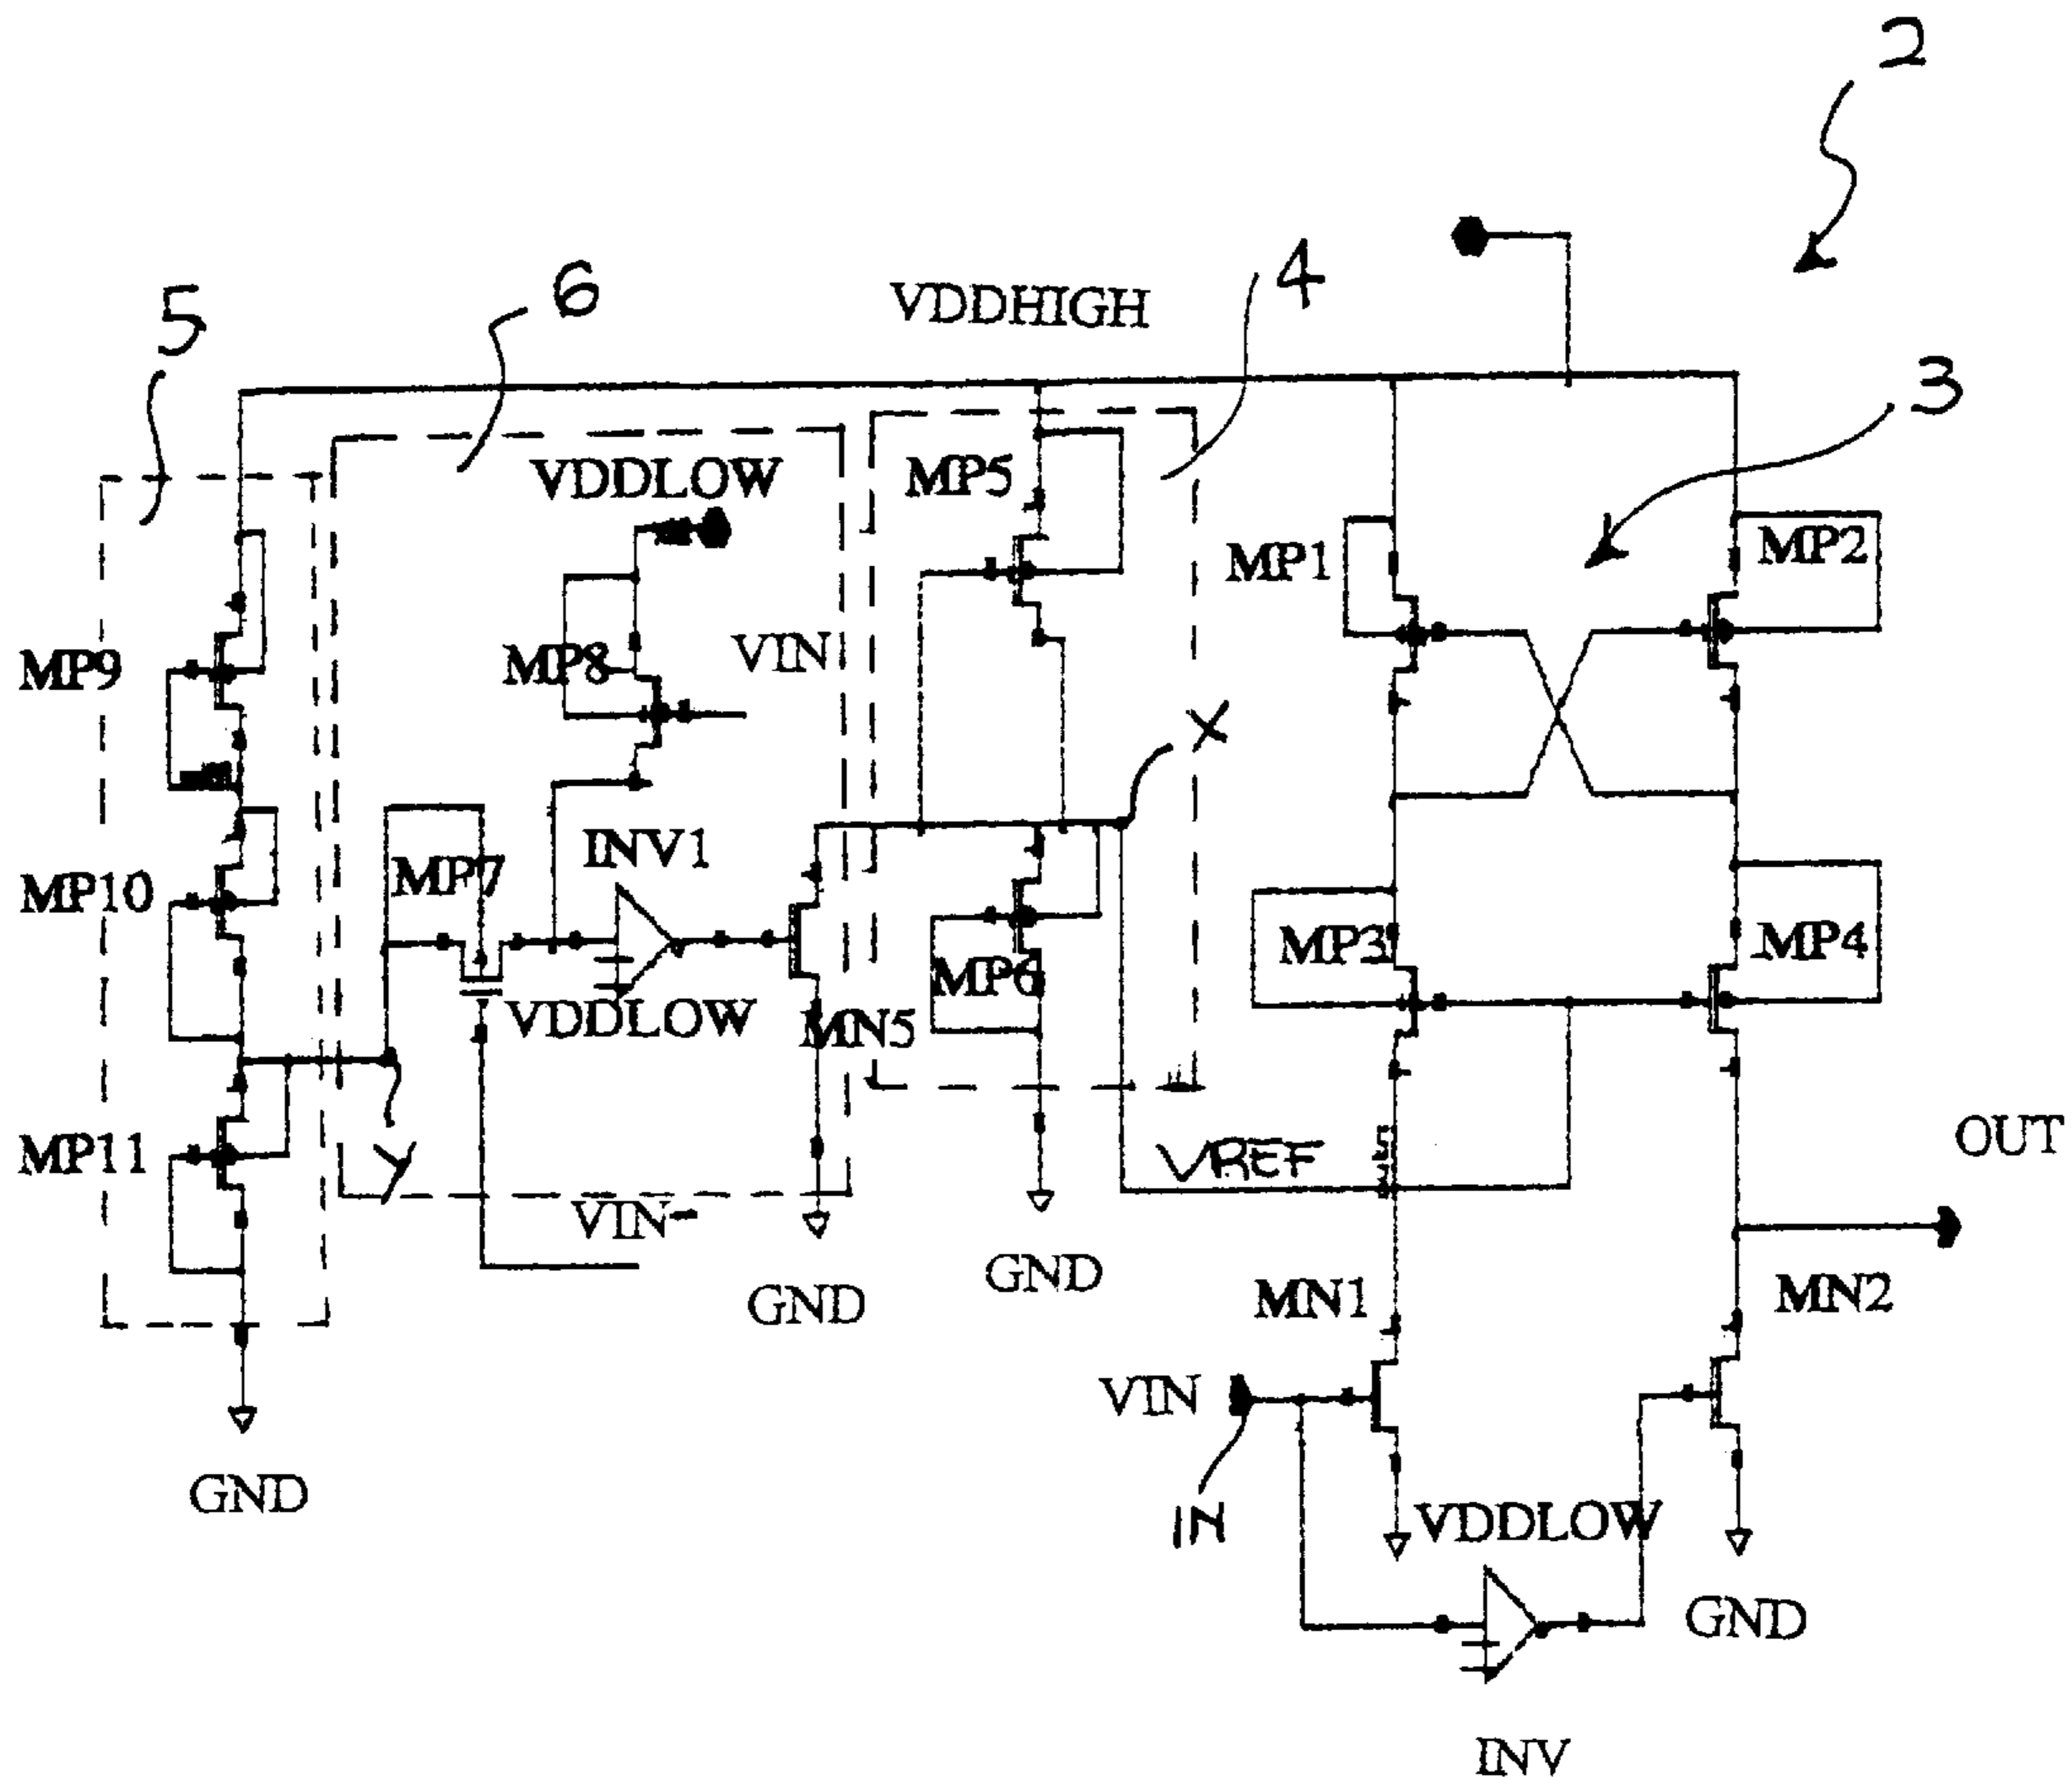 2
4
VDDHIGH
6
5
3
VDDLOW
MP5
MP1
MP2
MP9
MP8
VIN
X
INV1
MP10
MP7
MP3
MP4
MP6
VDDLOW
MN5
MP11
Y
VREF
OUT
VIN-
GND
GND
MN1
MN2
VIN
GND
IN
VDDLOW
GND
INV